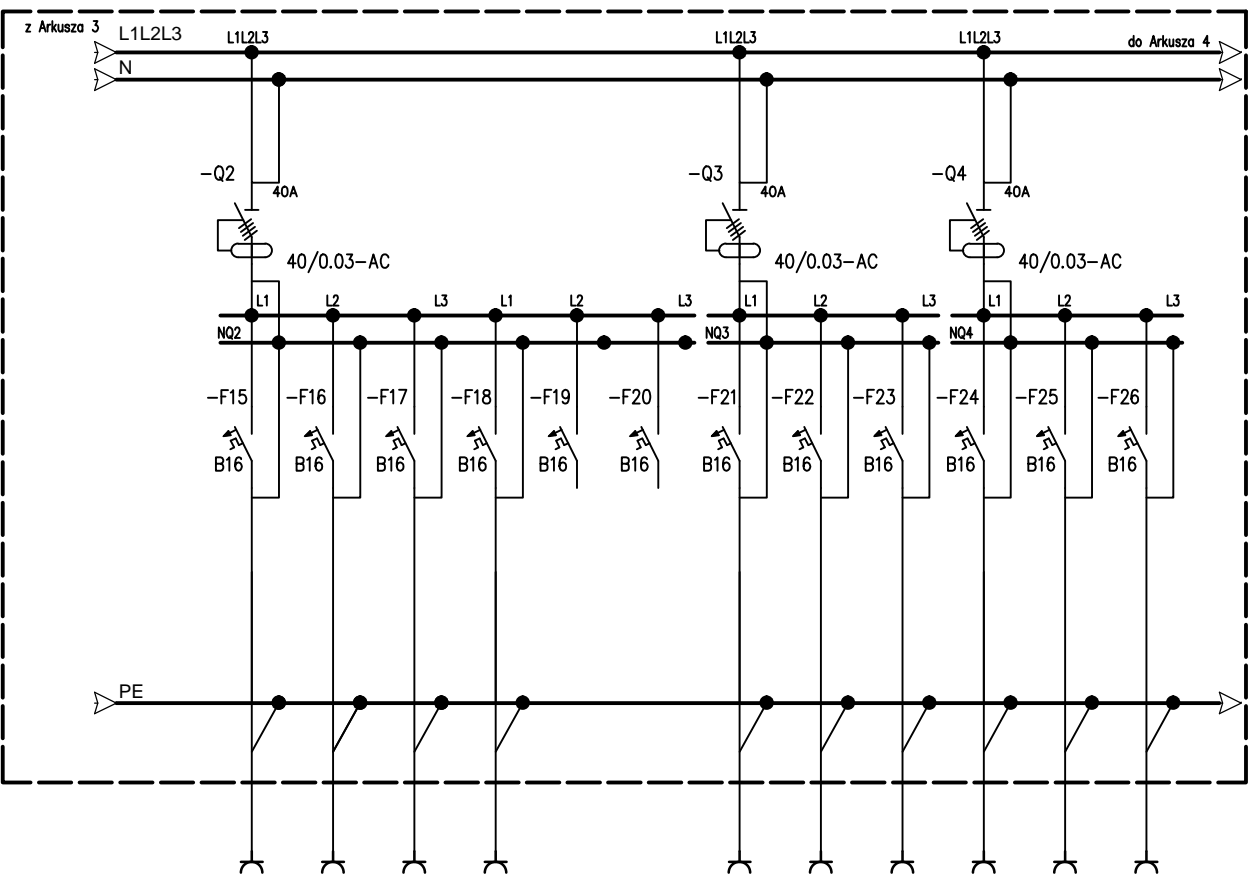 z Arkusza 3
L1L2L3
L1L2L3
L1L2L3
L1L2L3
do Arkusza 4
N
-Q2
-Q3
-Q4
40A
40A
40A
40/0.03-AC
40/0.03-AC
40/0.03-AC
L1
L2
L3
L1
L2
L3
L1
L2
L3
L1
L2
L3
NQ2
NQ3
NQ4
-F15
-F16
-F17
-F18
-F19
-F20
-F21
-F22
-F23
-F24
-F25
-F26
B16
B16
B16
B16
B16
B16
B16
B16
B16
B16
B16
B16
PE